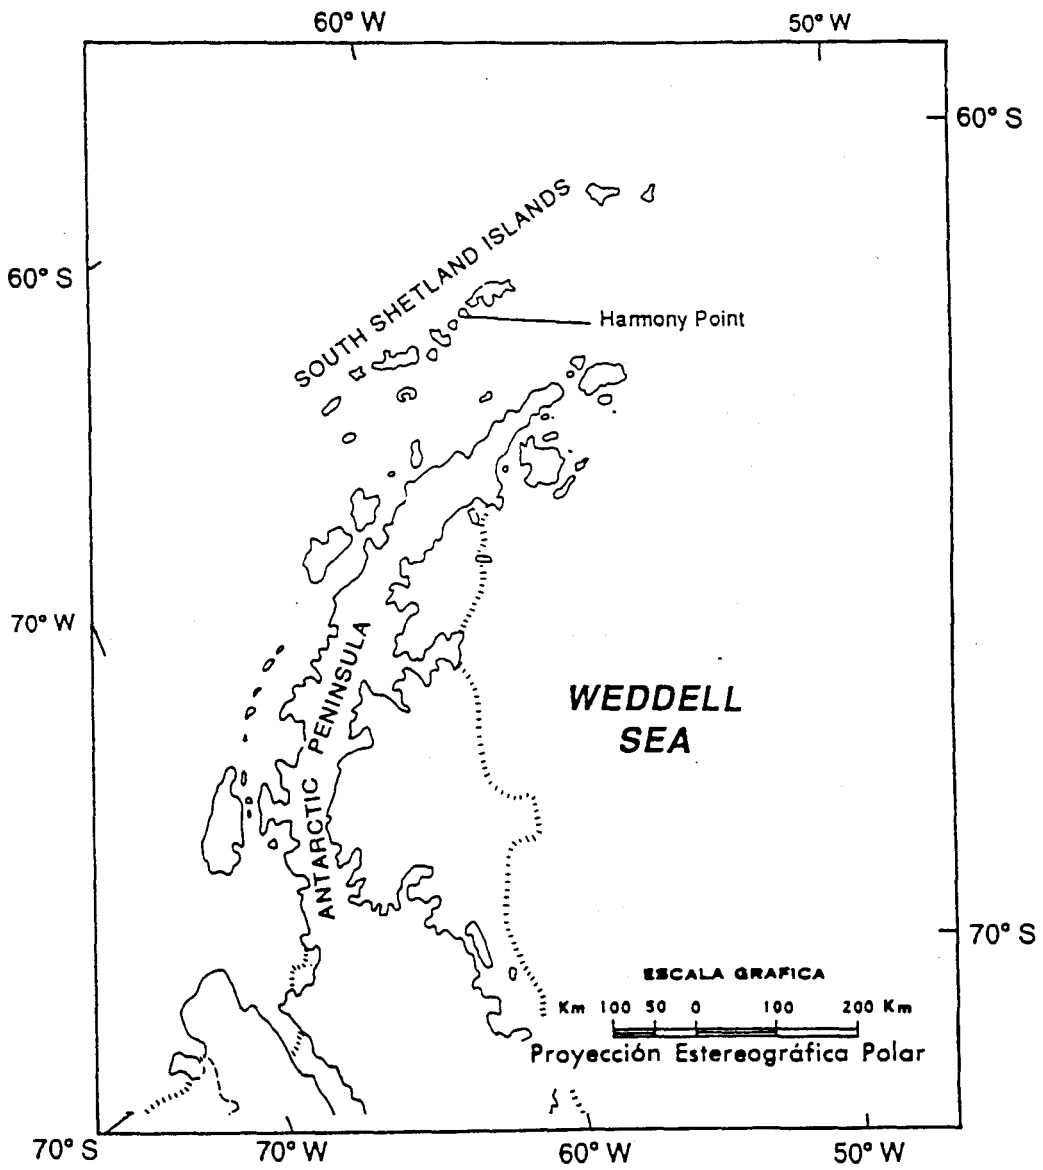 60° W
50° W
60° S
SOUTH SHETLAND ISLANDS
60° S
Harmony Point
70° W
ANTARCTIC PENINSULA
WEDDELL
SEA
70° S
ESCALA GRAFICA
Km 100 50 0 100 200 Km
Proyección Estereográfica Polar
70° S
70° W
60° W
50° W